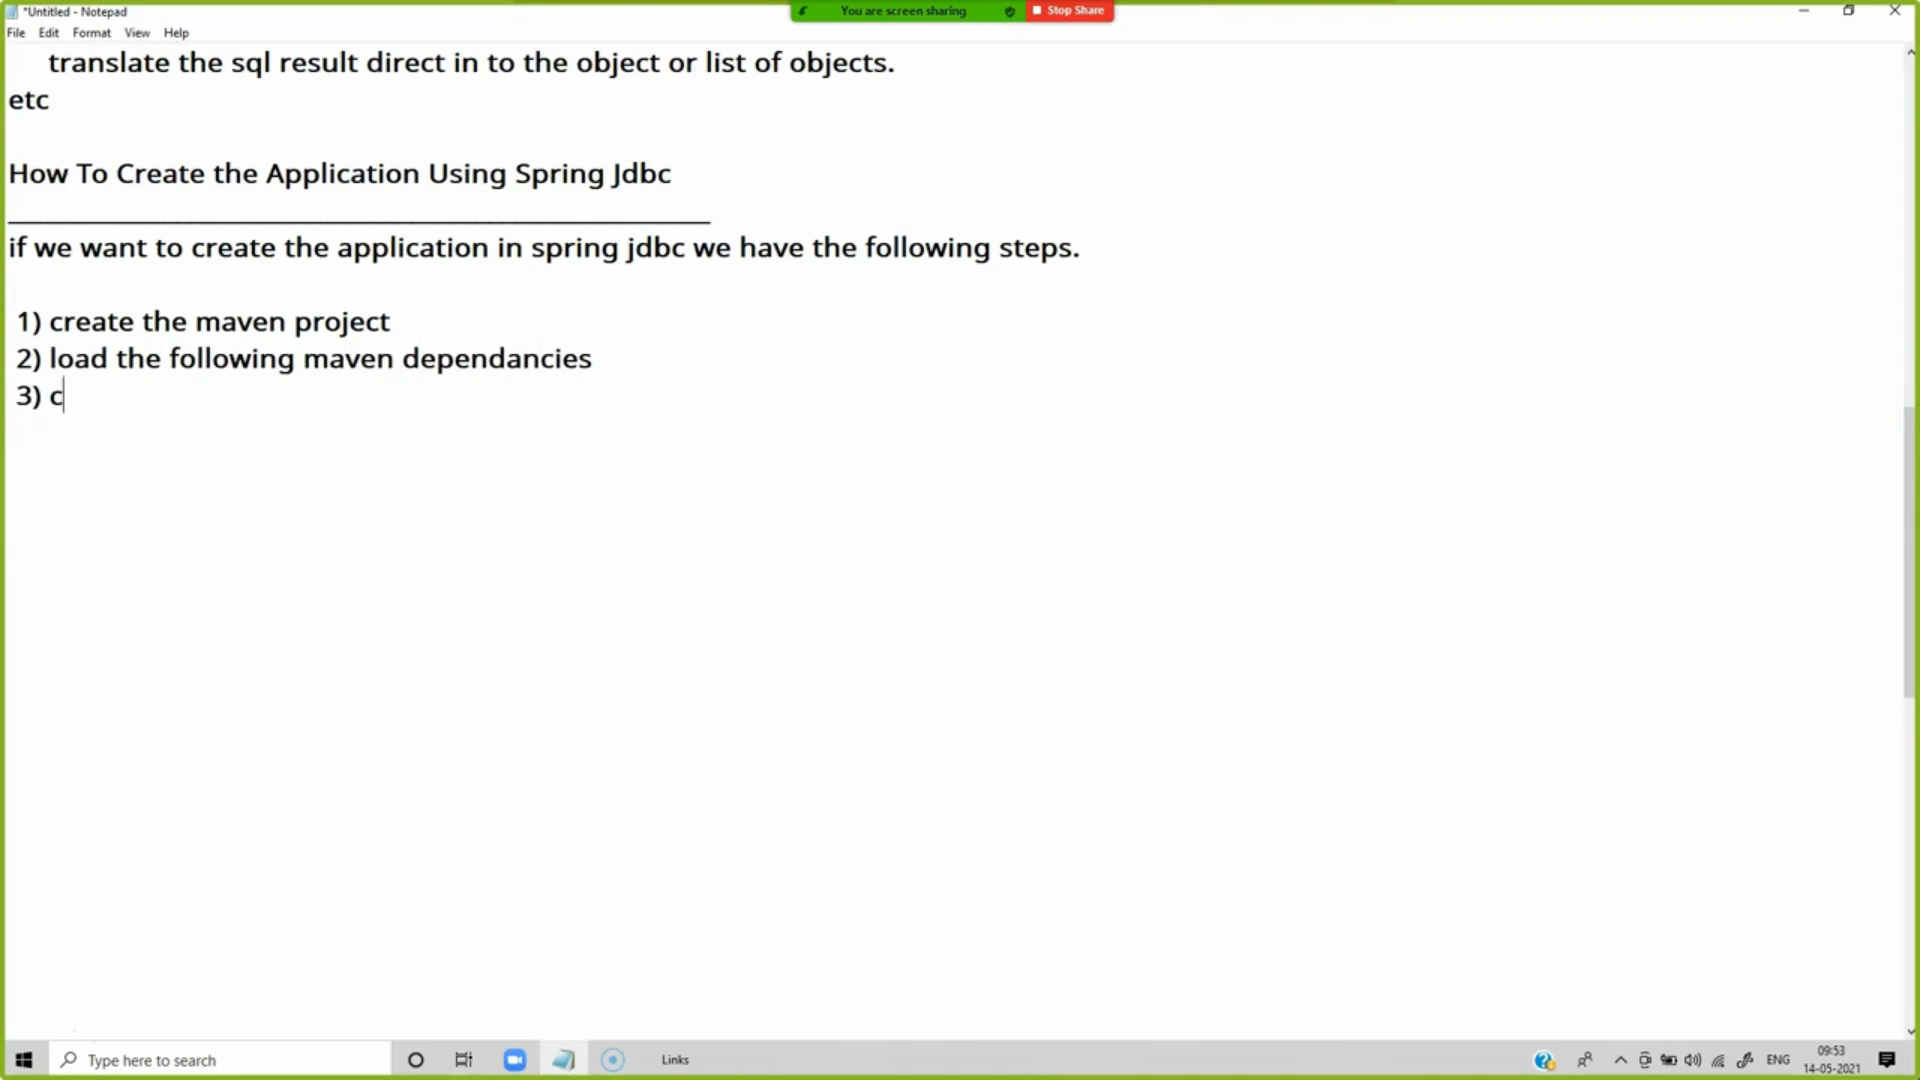 *Untitled - Notepad
You are screen sharing
Stop Share
File Edit Format View Help
translate the sql result direct in to the object or list of objects.
etc
How To Create the Application Using Spring Jdbc
if we want to create the application in spring jdbc we have the following steps.
1) create the maven project
2) load the following maven dependancies
3) c
Type here to search
Links
ENG
09:53
14-05-2021